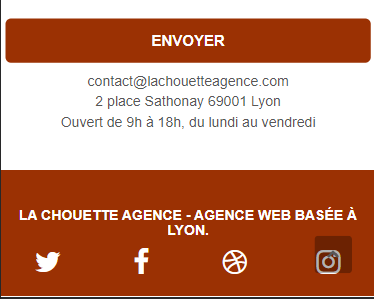 ENVOYER
contact@lachouetteagence.com
2 place Sathonay 69001 Lyon
Ouvert de 9h à 18h, du lundi au vendredi
LA CHOUETTE AGENCE - AGENCE WEB BASÉE À
LYON.